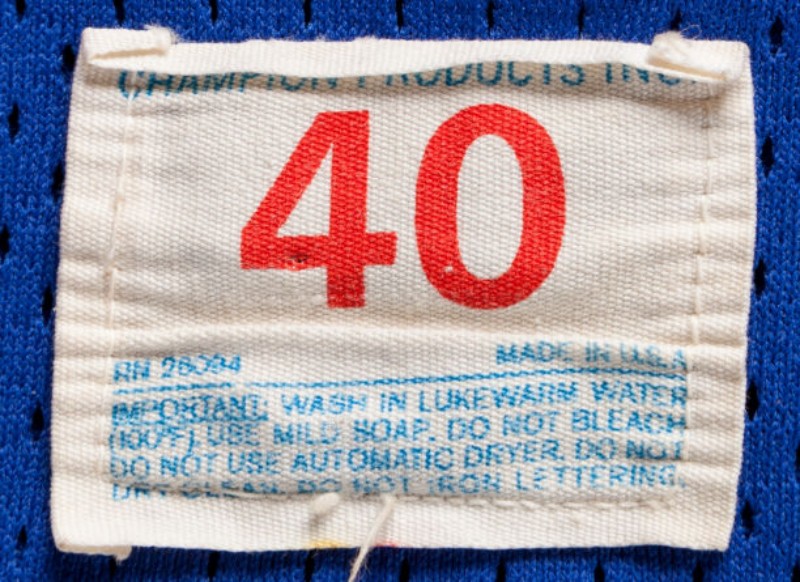 CHAMPION PRODUCTS INC.
40
RN 26094 MADE IN U.S.A
IMPORTANT: WASH IN LUKEWARM WATER
(100°F). USE MILD SOAP. DO NOT BLEACH
DO NOT USE AUTOMATIC DRYER. DO NOT
DRY CLEAN. DO NOT IRON LETTERING.